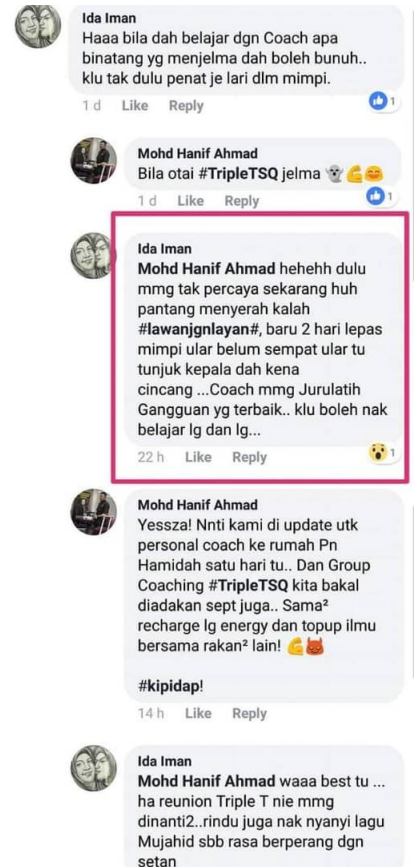 Ida Iman
Haaa bila dah belajar dgn Coach apa
binatang yg menjelma dah boleh bunuh..
klu tak dulu penat je lari dlm mimpi.
1 d Like Reply 1
Mohd Hanif Ahmad
Bila otai #TripleTSQ jelma 👻💪😊
1 d Like Reply 1
Ida Iman
Mohd Hanif Ahmad hehehh dulu
mmg tak percaya sekarang huh
pantang menyerah kalah
#lawanjgnlayan#, baru 2 hari lepas
mimpi ular belum sempat ular tu
tunjuk kepala dah kena
cincang ...Coach mmg Jurulatih
Gangguan yg terbaik.. klu boleh nak
belajar lg dan lg...
22 h Like Reply 1
Mohd Hanif Ahmad
Yessza! Nnti kami di update utk
personal coach ke rumah Pn
Hamidah satu hari tu.. Dan Group
Coaching #TripleTSQ kita bakal
diadakan sept juga.. Sama²
recharge lg energy dan topup ilmu
bersama rakan² lain! 💪👹
#kipidap!
14 h Like Reply
Ida Iman
Mohd Hanif Ahmad waaa best tu ...
ha reunion Triple T nie mmg
dinanti2..rindu juga nak nyanyi lagu
Mujahid sbb rasa berperang dgn
setan